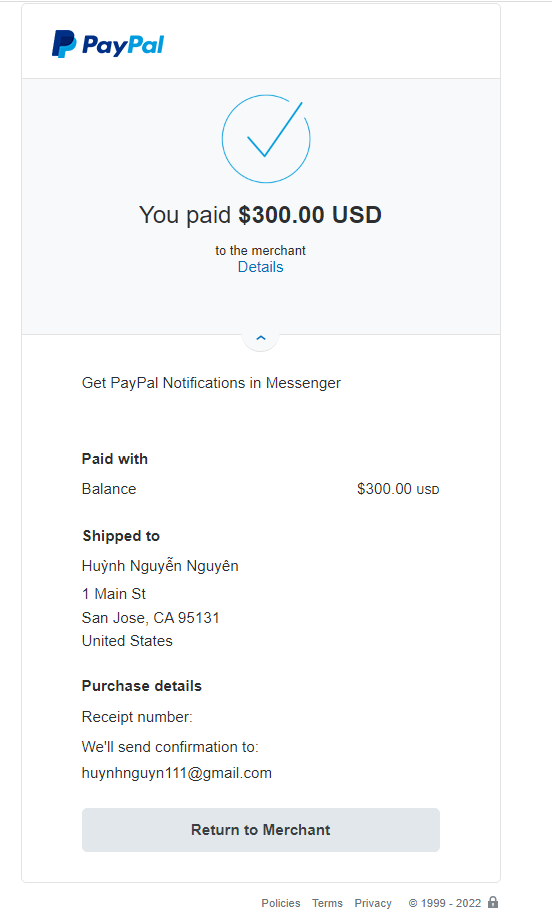 PayPal
You paid $300.00 USD
to the merchant
Details
Get PayPal Notifications in Messenger
Paid with
Balance $300.00 USD
Shipped to
Huỳnh Nguyễn Nguyên
1 Main St
San Jose, CA 95131
United States
Purchase details
Receipt number:
We'll send confirmation to:
huynhnguyn111@gmail.com
Return to Merchant
Policies Terms Privacy © 1999 - 2022